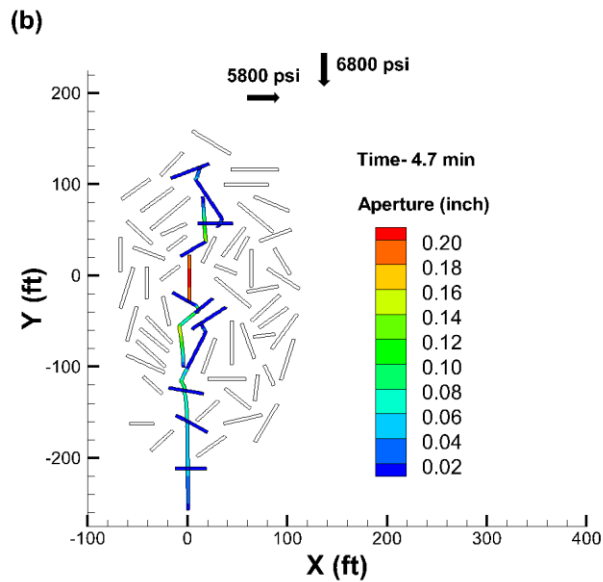 (b)
5800 psi
6800 psi
200
100
0
-100
-200
Y (ft)
Time- 4.7 min
Aperture (inch)
0.20
0.18
0.16
0.14
0.12
0.10
0.08
0.06
0.04
0.02
-100 0 100 200 300 400
X (ft)